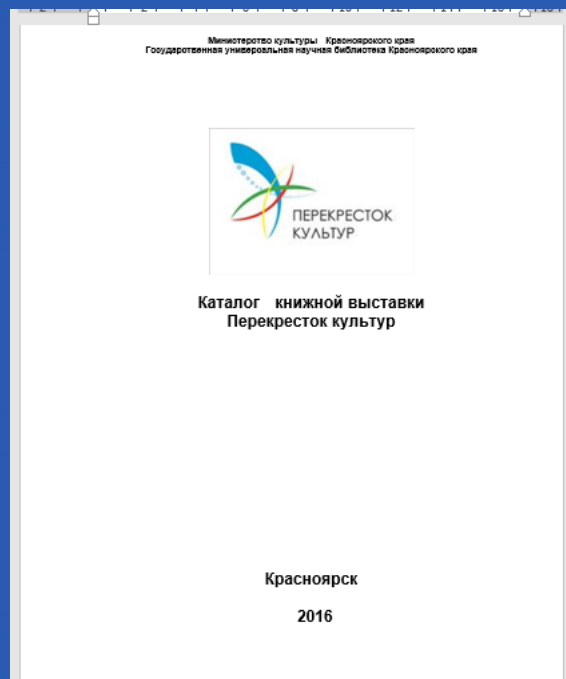 Министерство культуры Красноярского края
Государственная универсальная научная библиотека Красноярского края
ПЕРЕКРЕСТОК
КУЛЬТУР
Каталог книжной выставки
Перекресток культур
Красноярск
2016